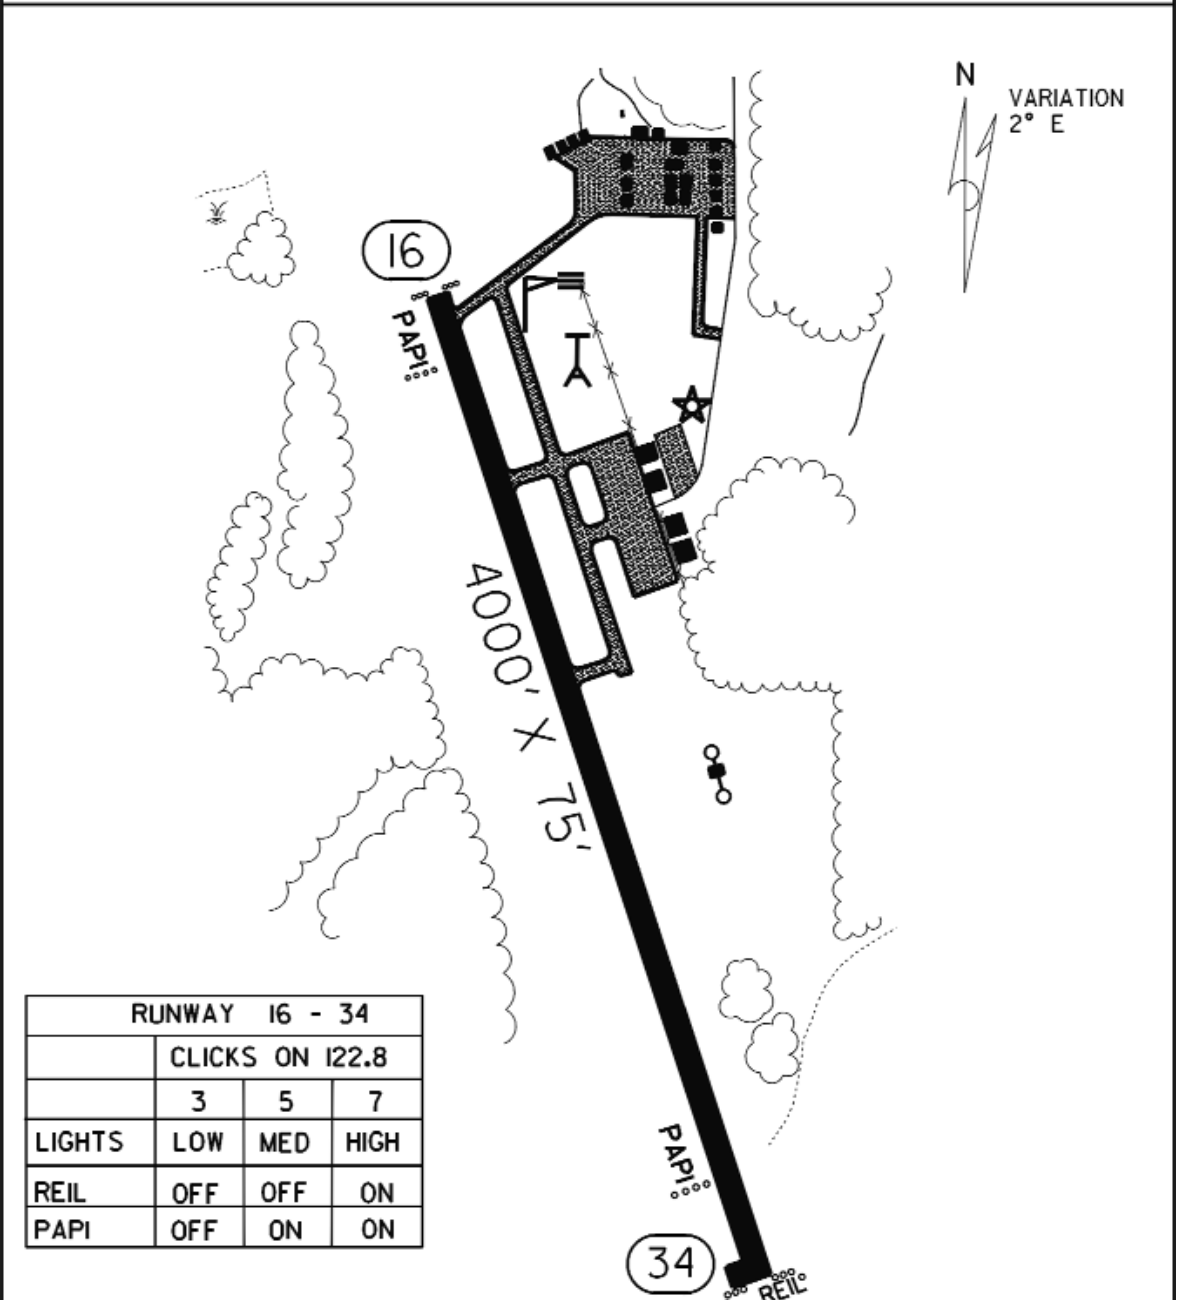 N
VARIATION
2° E
16
PAPI
4000' X 75'
PAPI
34
REIL
RUNWAY 16 - 34
CLICKS ON 122.8
3 5 7
LIGHTS LOW MED HIGH
REIL OFF OFF ON
PAPI OFF ON ON